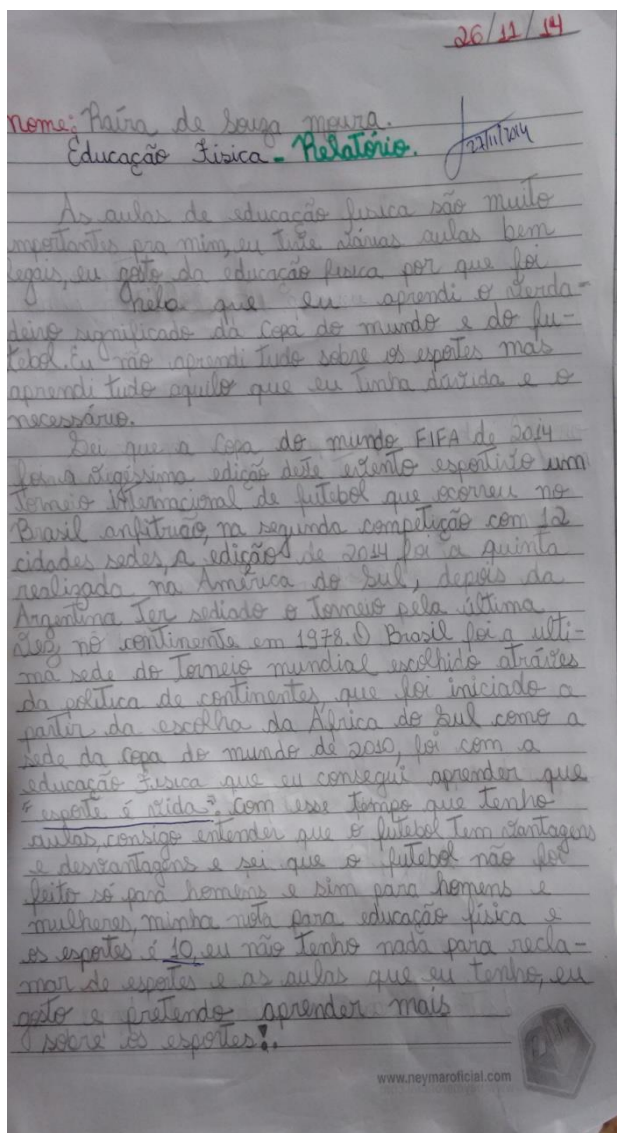 26/11/14
Nome: Raíra de Souza moura.
Educação Física - Relatório.
27/11/2014
As aulas de educação fisica são muito
importantis pra mim, eu tive várias aulas bem
legais, eu gosto da educação fisica por que foi
nela que eu aprendi o verda-
deiro significado da copa do mundo e do fu-
tebol. Eu não aprendi tudo sobre os esportes mas
aprendi tudo aquilo que eu tinha dúvida e o
necessário.
Sei que a Copa do mundo FIFA de 2014
foi a vigéssima edição deste evento esportivo um
Torneio internacional de futebol que ocorreu no
Brasil anfitrião, na segunda competição com 12
cidades sedes, a edição de 2014 foi a quinta
realizada na América do Sul, depois da
Argentina Ter sediado o Torneio pela última
vez no continente em 1978. O Brasil foi a ulti-
ma sede do Torneio mundial escolhido atráves
da política de continentes que foi iniciado a
partir da escolha da África do Sul como a
sede da copa do mundo de 2010, foi com a
educação Fisica que eu consegui aprender que
"esporte é vida". Com esse tempo que tenho
aulas, consigo entender que o futebol Tem vantagens
e desvantagens e sei que o futebol não foi
feito só para homens e sim para homens e
mulheres, minha nota para educação física e
os esportes é 10, eu não tenho nada para recla-
mar de esportes e as aulas que eu tenho, eu
gosto e pretendo aprender mais
sobre os esportes!.
www.neymaroficial.com